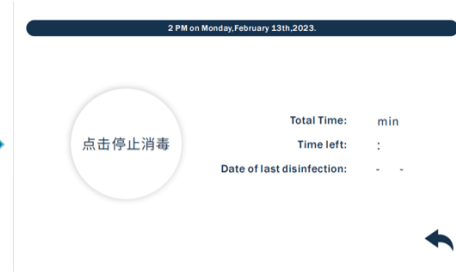 2 PM on Monday,February 13th,2023.
点击停止消毒
Total Time: min
Time left: :
Date of last disinfection: - -